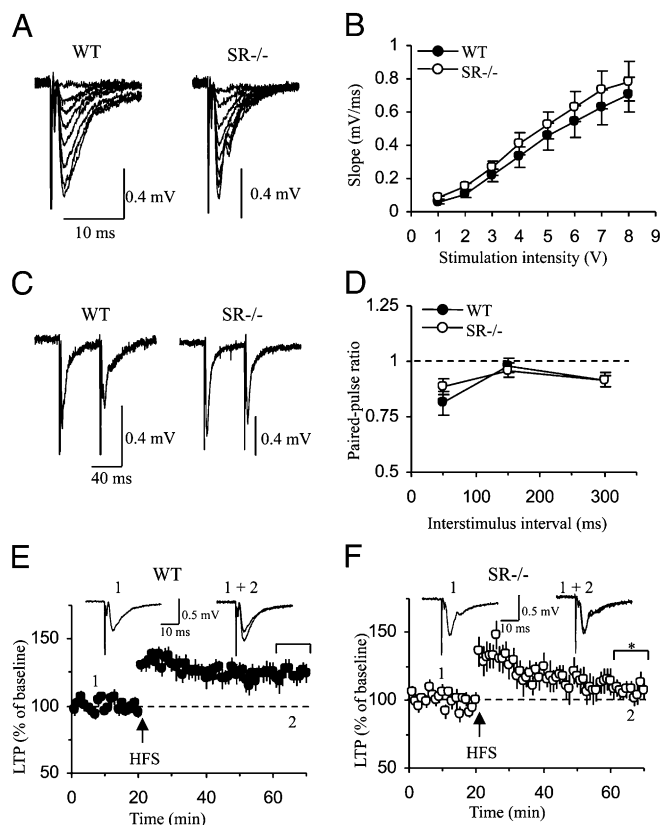 A
WT
SR-/-
0.4 mV
0.4 mV
10 ms
B
WT
SR-/-
1
0.8
0.6
0.4
0.2
0
Slope (mV/ms)
0 1 2 3 4 5 6 7 8 9
Stimulation intensity (V)
C
WT
SR-/-
0.4 mV
0.4 mV
40 ms
D
WT
SR-/-
1.25
1
0.75
0.5
Paired-pulse ratio
0 100 200 300
Interstimulus interval (ms)
E
WT
1
1 + 2
0.5 mV
10 ms
150
100
50
LTP (% of baseline)
1
2
HFS
0 20 40 60
Time (min)
F
SR-/-
1
1 + 2
0.5 mV
10 ms
150
100
50
LTP (% of baseline)
1
*
2
HFS
0 20 40 60
Time (min)